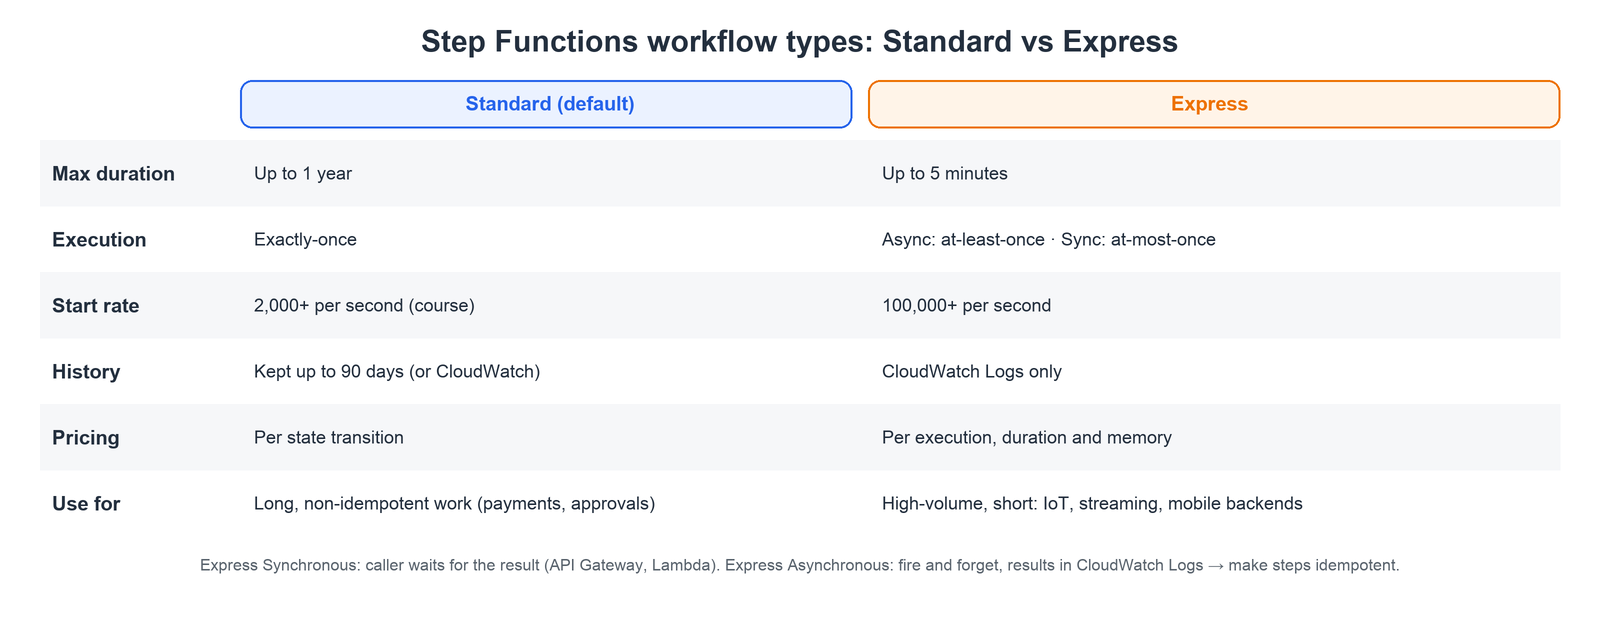 Step Functions workflow types: Standard vs Express
Standard (default) Express
Max duration Up to 1 year Up to 5 minutes
Execution Exactly-once Async: at-least-once · Sync: at-most-once
Start rate 2,000+ per second (course) 100,000+ per second
History Kept up to 90 days (or CloudWatch) CloudWatch Logs only
Pricing Per state transition Per execution, duration and memory
Use for Long, non-idempotent work (payments, approvals) High-volume, short: IoT, streaming, mobile backends
Express Synchronous: caller waits for the result (API Gateway, Lambda). Express Asynchronous: fire and forget, results in CloudWatch Logs → make steps idempotent.